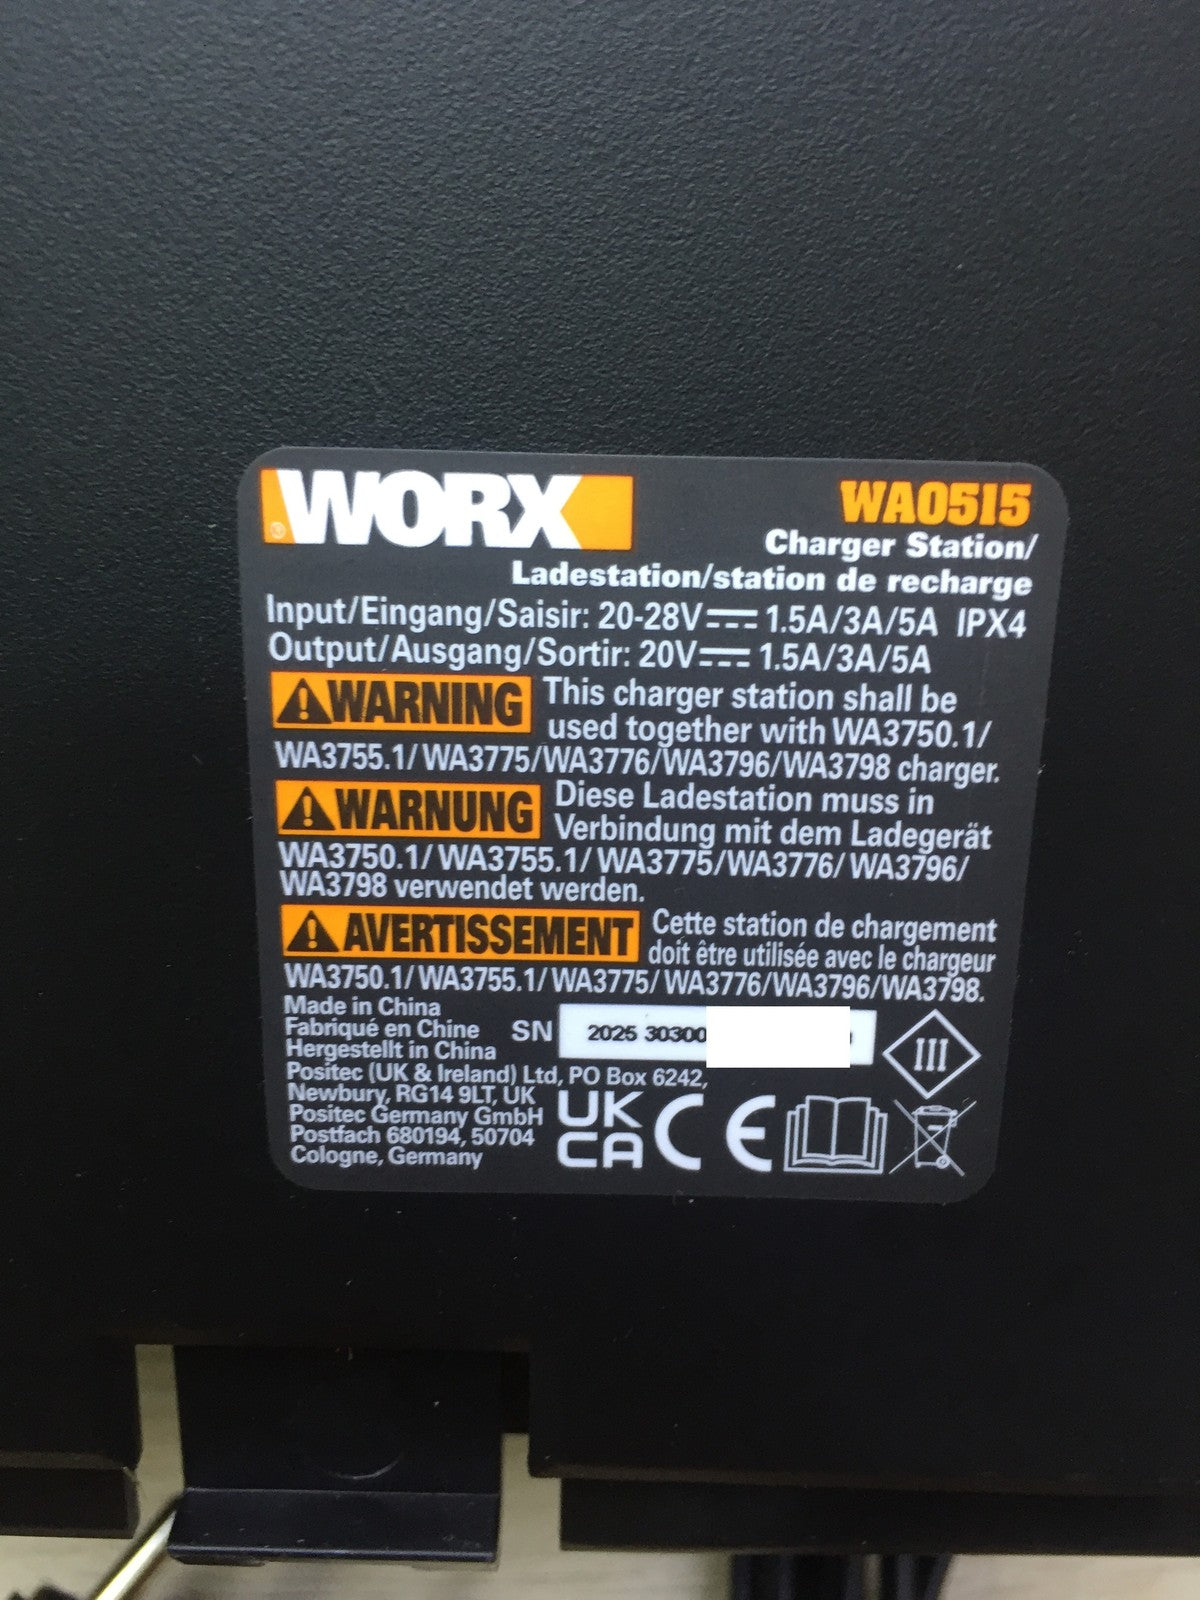 WORX
WA0515
Charger Station/
Ladestation/station de recharge
Input/Eingang/Saisir: 20-28V⎓1.5A/3A/5A IPX4
Output/Ausgang/Sortir: 20V⎓1.5A/3A/5A
⚠WARNING This charger station shall be
used together with WA3750.1/
WA3755.1/ WA3775/WA3776/WA3796/WA3798 charger.
⚠WARNUNG Diese Ladestation muss in
Verbindung mit dem Ladegerät
WA3750.1/ WA3755.1/ WA3775/WA3776/ WA3796/
WA3798 verwendet werden.
⚠AVERTISSEMENT Cette station de chargement
doit être utilisée avec le chargeur
WA3750.1/ WA3755.1/ WA3775/ WA3776/WA3796/WA3798.
Made in China
Fabriqué en Chine
Hergestellt in China
SN 2025 30300
III
Positec (UK & Ireland) Ltd, PO Box 6242,
Newbury, RG14 9LT, UK
Positec Germany GmbH
Postfach 680194, 50704
Cologne, Germany
UK
CA CE